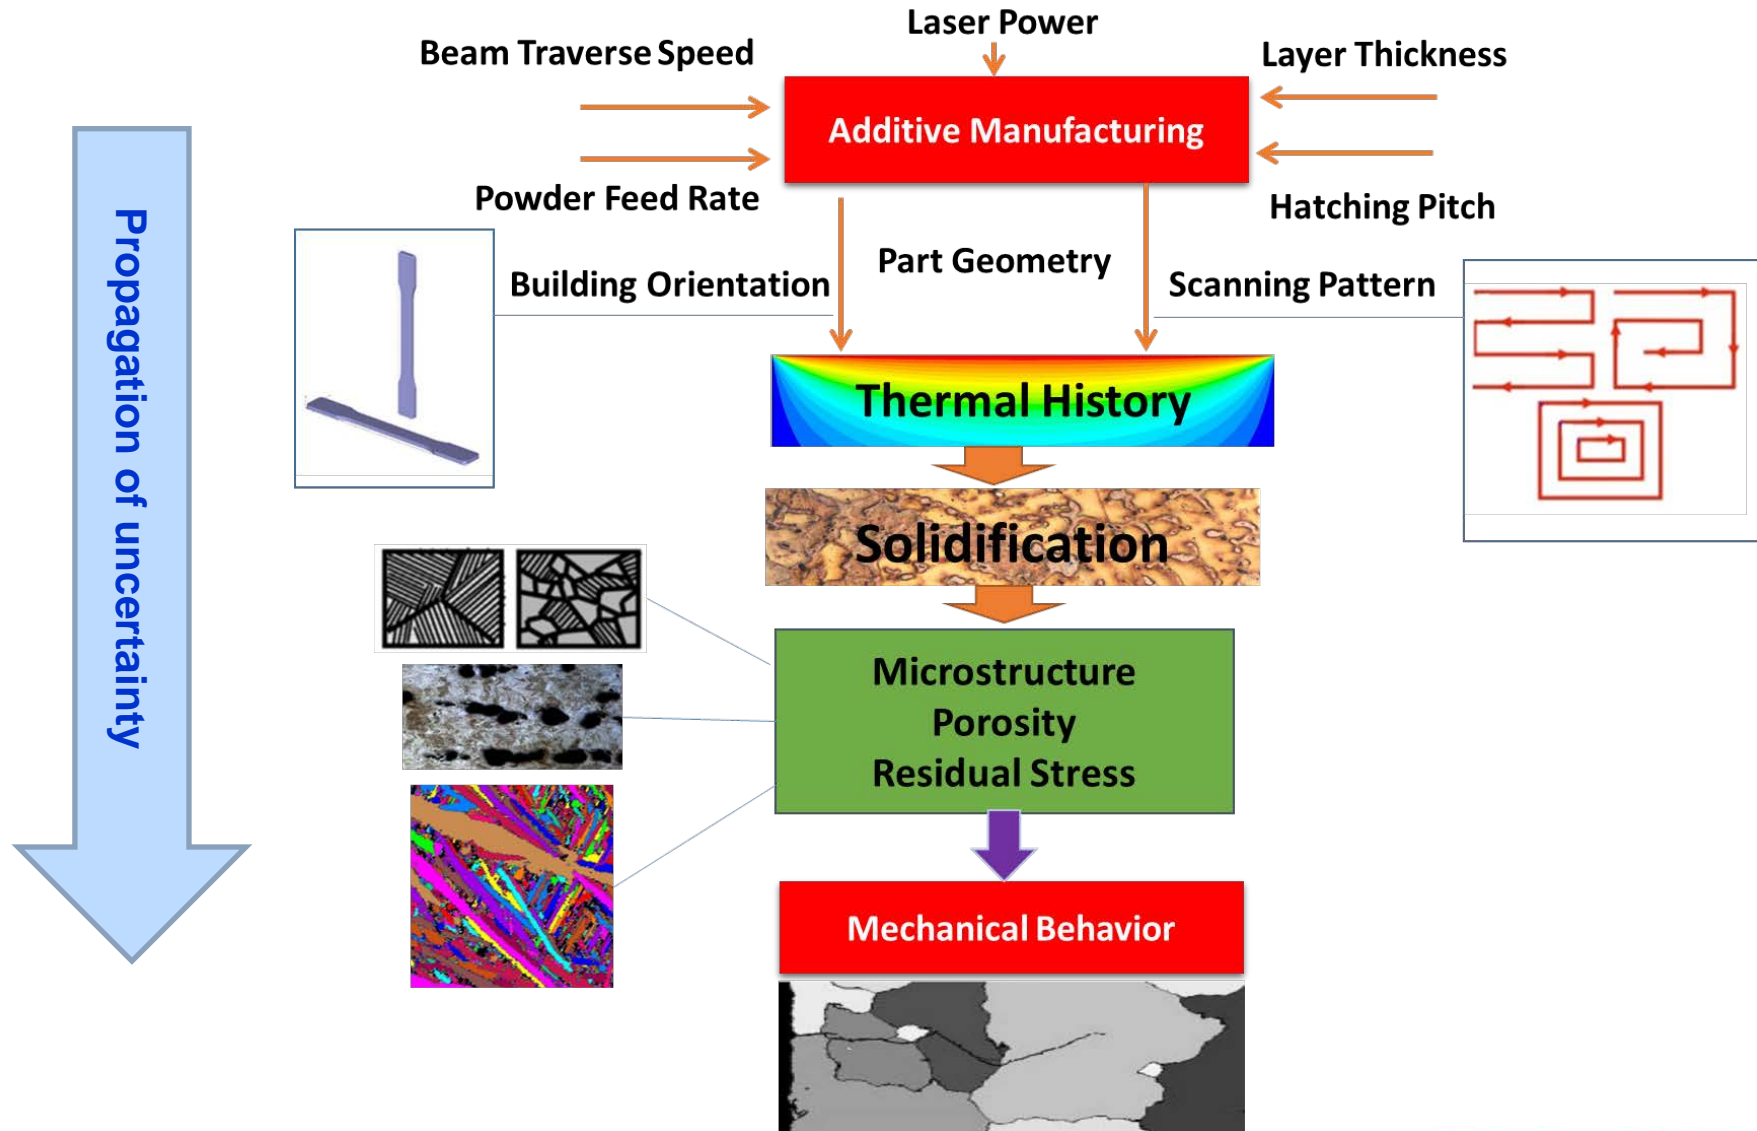 Laser Power
Beam Traverse Speed
Layer Thickness
Additive Manufacturing
Powder Feed Rate
Hatching Pitch
Part Geometry
Building Orientation
Scanning Pattern
Propagation of uncertainty
Thermal History
Solidification
Microstructure
Porosity
Residual Stress
Mechanical Behavior